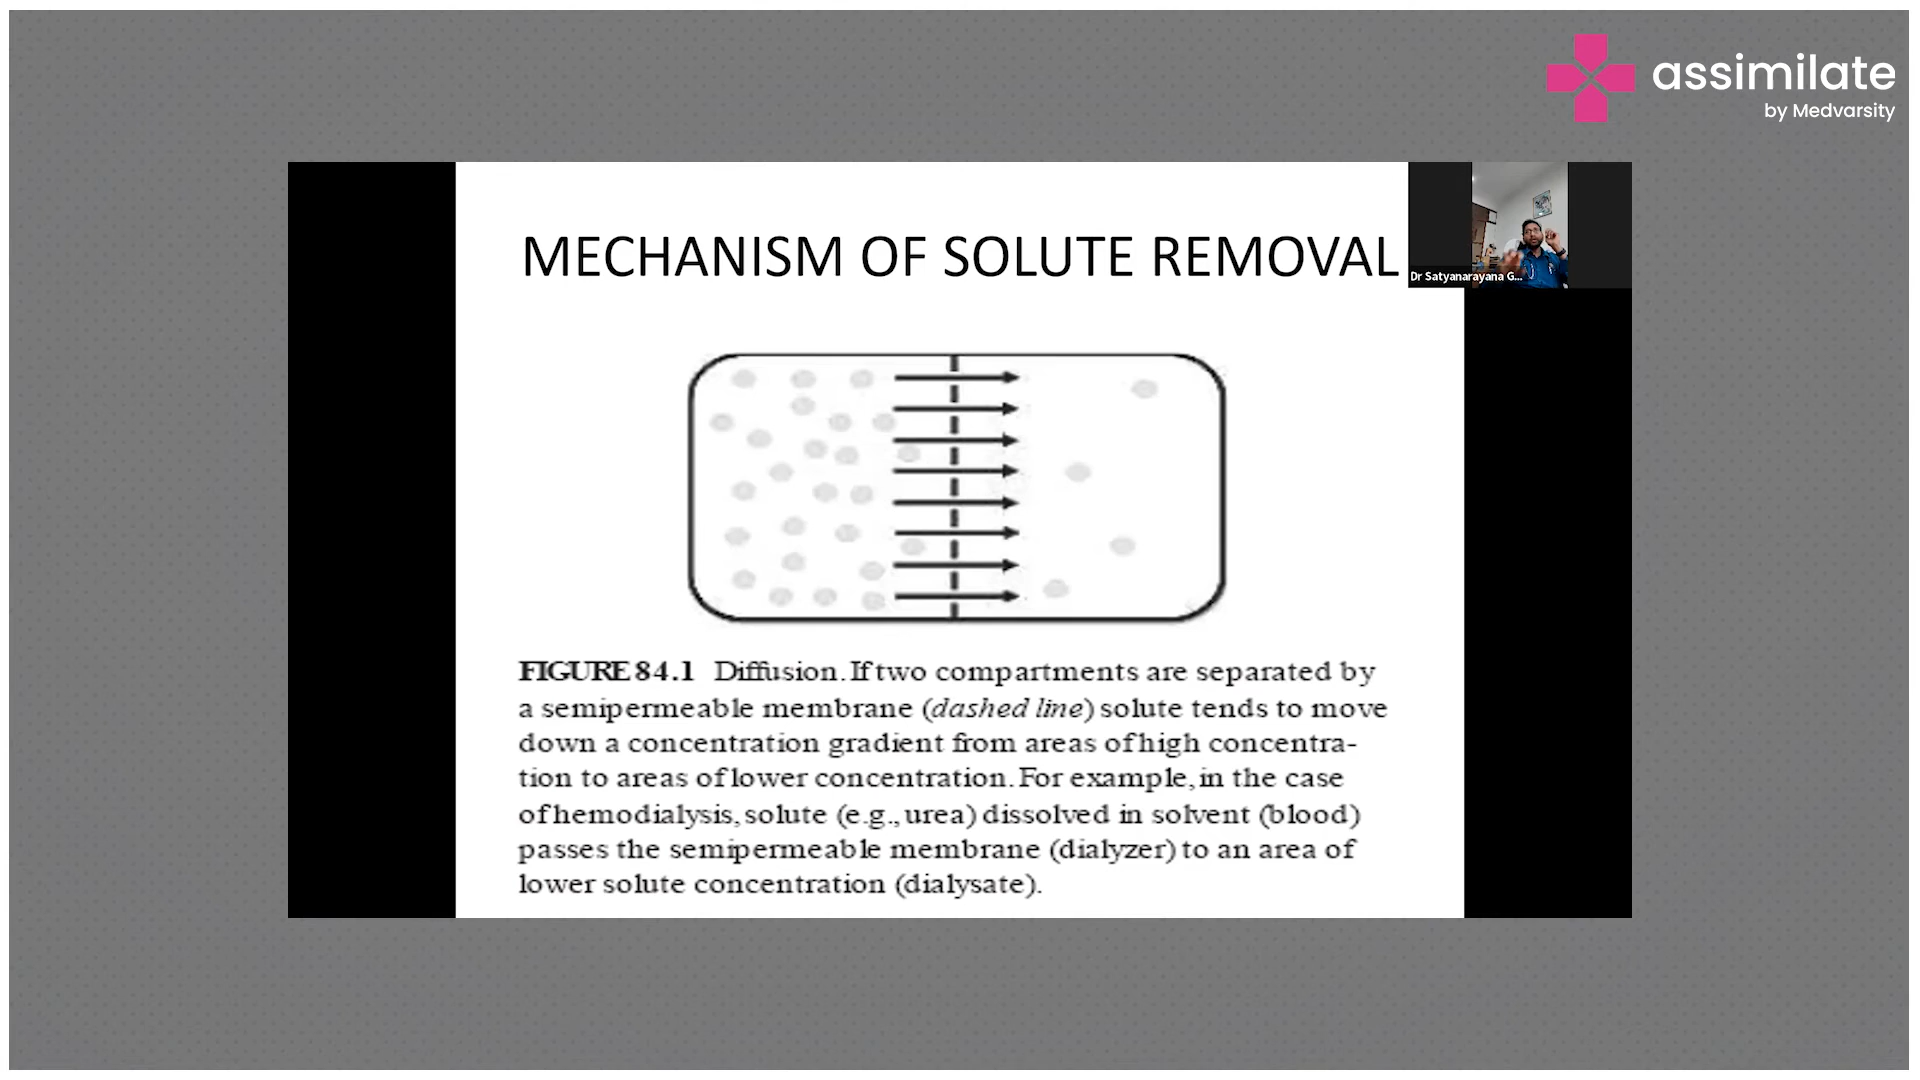 assimilate
by Medvarsity
MECHANISM OF SOLUTE REMOVAL
Dr Satyanarayana G...
FIGURE 84.1 Diffusion. If two compartments are separated by
a semipermeable membrane (dashed line) solute tends to move
down a concentration gradient from areas of high concentra-
tion to areas of lower concentration. For example, in the case
of hemodialysis, solute (e.g., urea) dissolved in solvent (blood)
passes the semipermeable membrane (dialyzer) to an area of
lower solute concentration (dialysate).